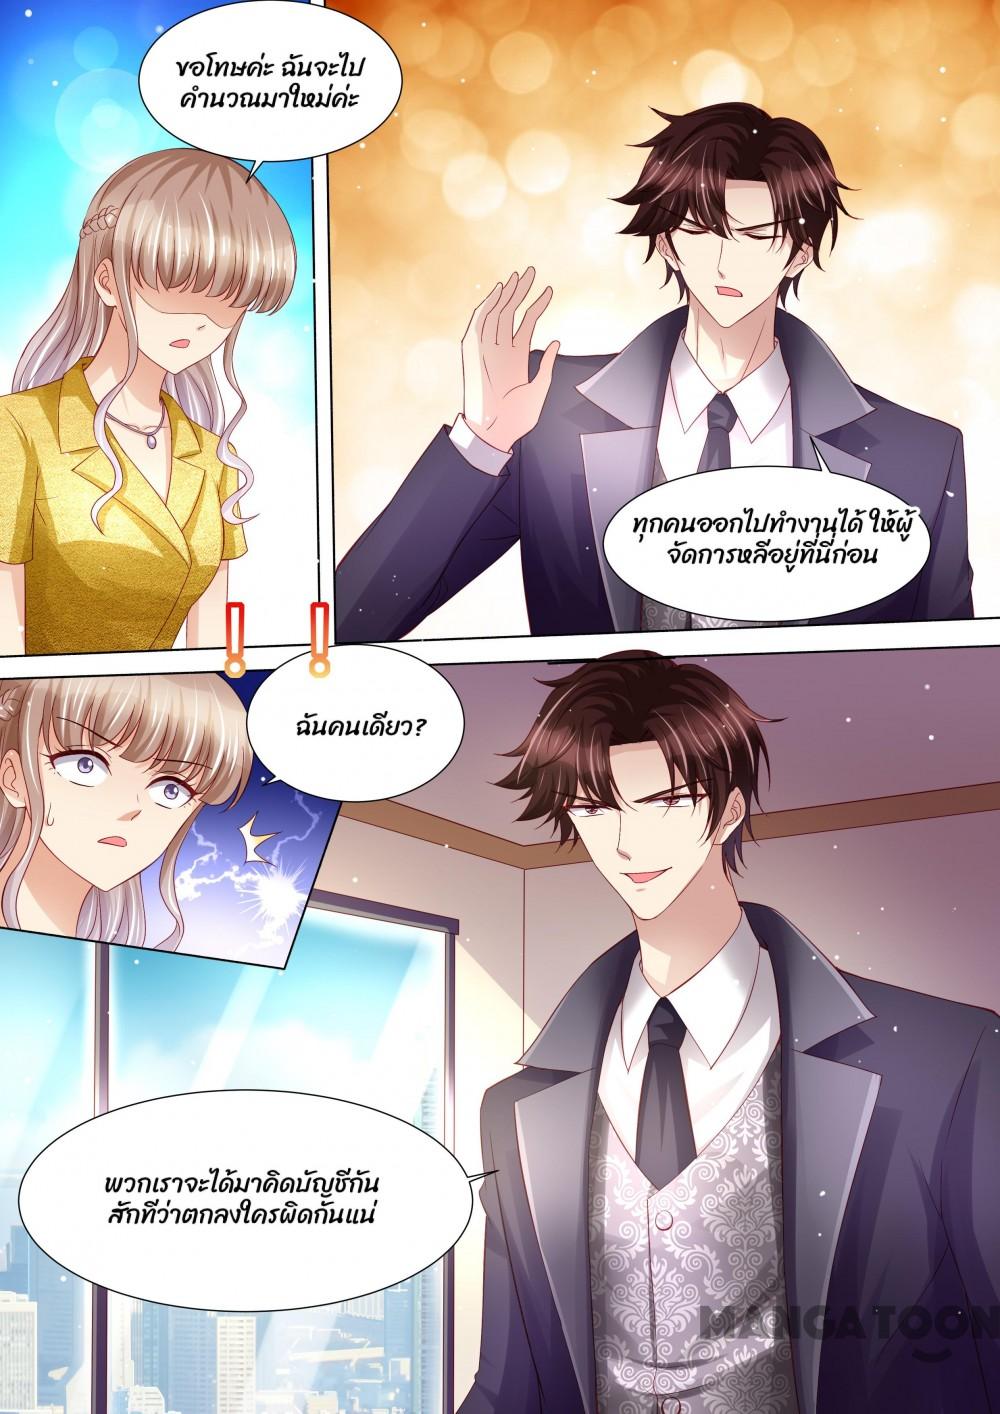 ขอโทษค่ะ ฉันจะไป
คำนวณมาใหม่ค่ะ
ทุกคนออกไปทำงานได้ ให้ผู้
จัดการหลีอยู่ที่นี่ก่อน
ฉันคนเดียว?
พวกเราจะได้มาคิดบัญชีกัน
สักทีว่าตกลงใครผิดกันแน่
MANGATOON